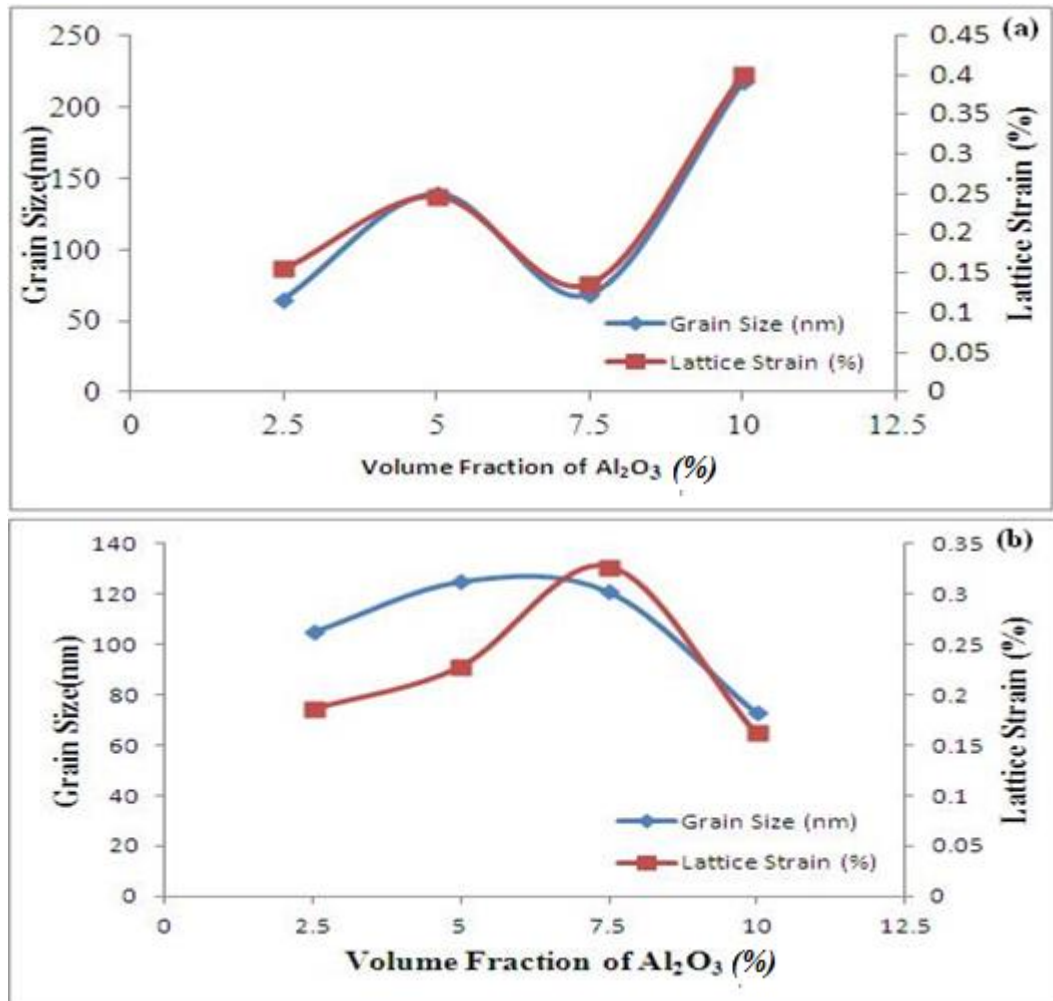 (a)
Grain Size(nm)
250
200
150
100
50
0
0.45
0.4
0.35
0.3
0.25
0.2
0.15
0.1
0.05
0
Lattice Strain (%)
Grain Size (nm)
Lattice Strain (%)
0 2.5 5 7.5 10 12.5
Volume Fraction of Al₂O₃ (%)
(b)
Grain Size(nm)
140
120
100
80
60
40
20
0
0.35
0.3
0.25
0.2
0.15
0.1
0.05
0
Lattice Strain (%)
Grain Size (nm)
Lattice Strain (%)
0 2.5 5 7.5 10 12.5
Volume Fraction of Al₂O₃ (%)